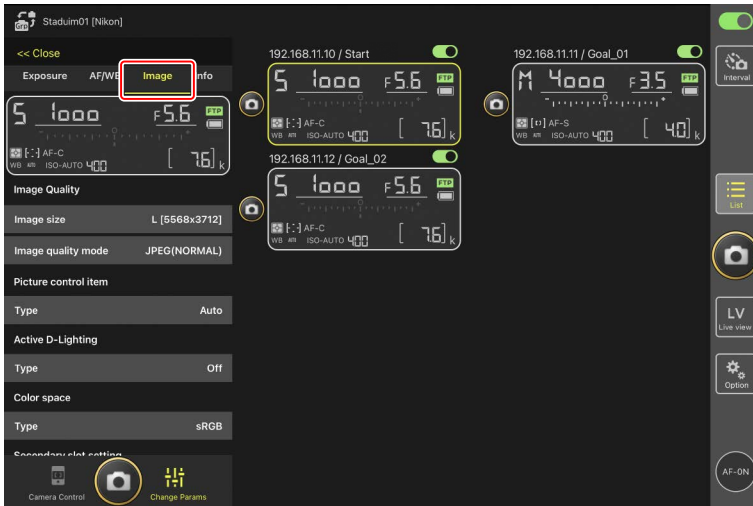 Grp
Staduim01 [Nikon]
<< Close
Exposure AF/WB Image Info
5 1000 F5.6 FTP
AF-C
WB ISO-AUTO 400 [ 7.6] k
Image Quality
Image size L [5568x3712]
Image quality mode JPEG(NORMAL)
Picture control item
Type Auto
Active D-Lighting
Type Off
Color space
Type sRGB
Secondary slot setting
Camera Control
Change Params
192.168.11.10 / Start
5 1000 F5.6 FTP
AF-C
WB ISO-AUTO 400 [ 7.6] k
192.168.11.11 / Goal_01
M 4000 F3.5 FTP
AF-S
WB ISO-AUTO 400 [ 4.0] k
192.168.11.12 / Goal_02
5 1000 F5.6 FTP
AF-C
WB ISO-AUTO 400 [ 7.6] k
Interval
List
LV
Live view
Option
AF-ON